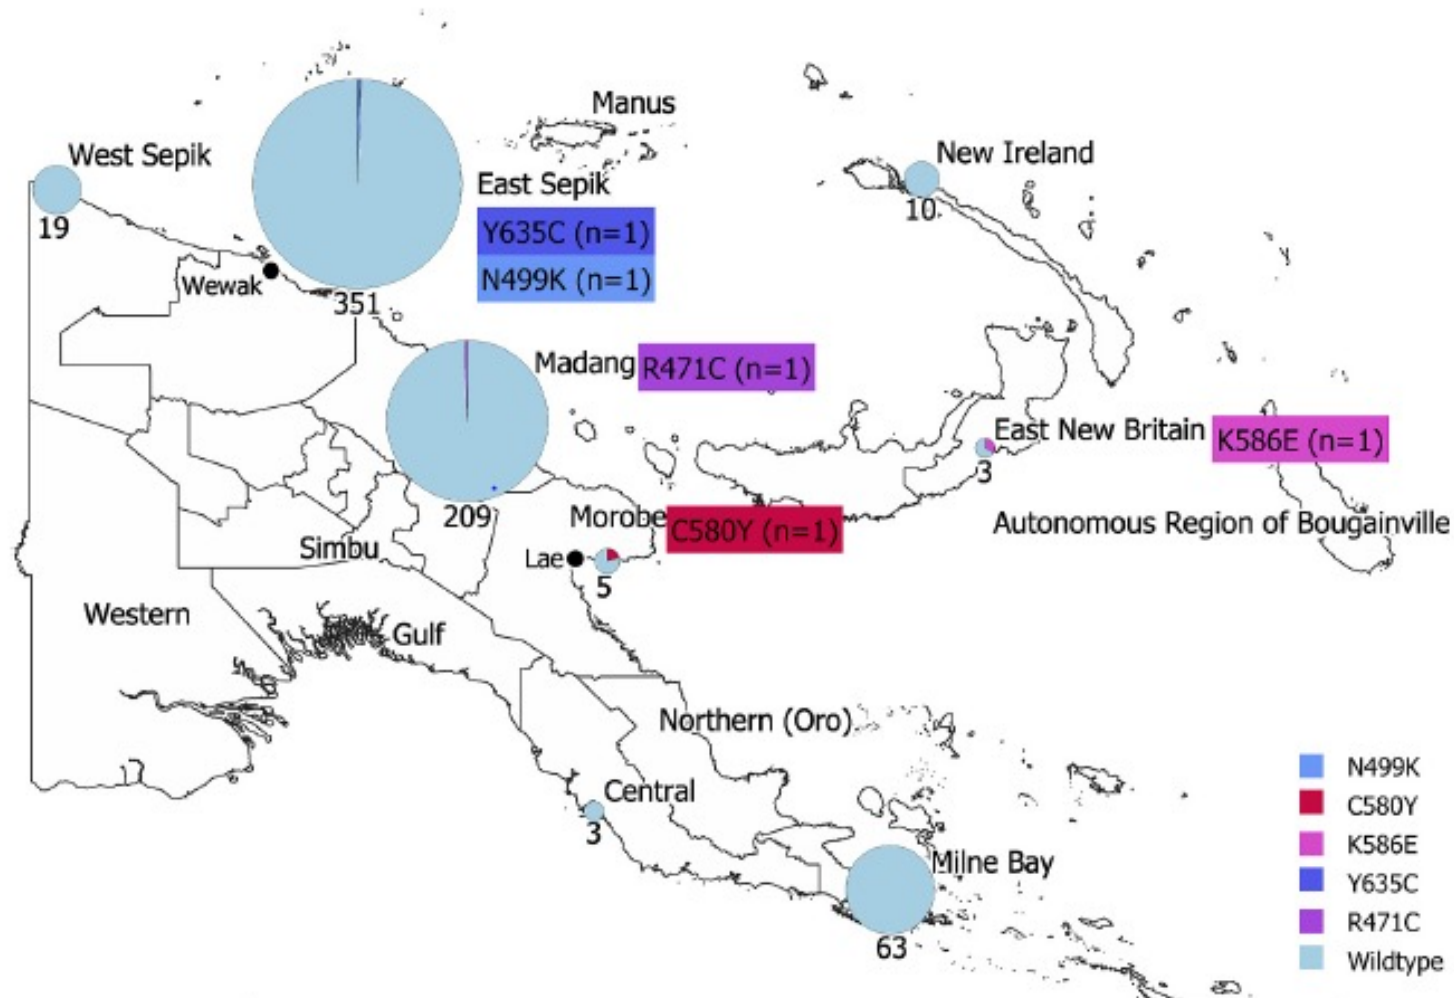 Manus
West Sepik
New Ireland
East Sepik
19
10
Y635C (n=1)
N499K (n=1)
Wewak
351
Madang
R471C (n=1)
East New Britain
K586E (n=1)
3
209
Morobe
C580Y (n=1)
Autonomous Region of Bougainville
Simbu
Lae
5
Western
Gulf
Northern (Oro)
Central
3
Milne Bay
63
N499K
C580Y
K586E
Y635C
R471C
Wildtype